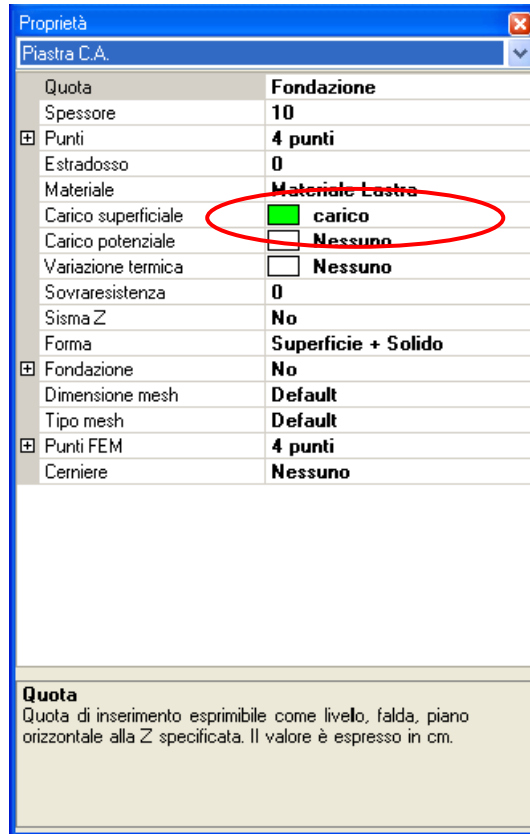 Proprietà
Piastra C.A.
Quota Fondazione
Spessore 10
Punti 4 punti
Estradosso 0
Materiale Materiale Lastra
Carico superficiale carico
Carico potenziale Nessuno
Variazione termica Nessuno
Sovraresistenza 0
Sisma Z No
Forma Superficie + Solido
Fondazione No
Dimensione mesh Default
Tipo mesh Default
Punti FEM 4 punti
Cerniere Nessuno
Quota
Quota di inserimento esprimibile come livello, falda, piano
orizzontale alla Z specificata. Il valore è espresso in cm.